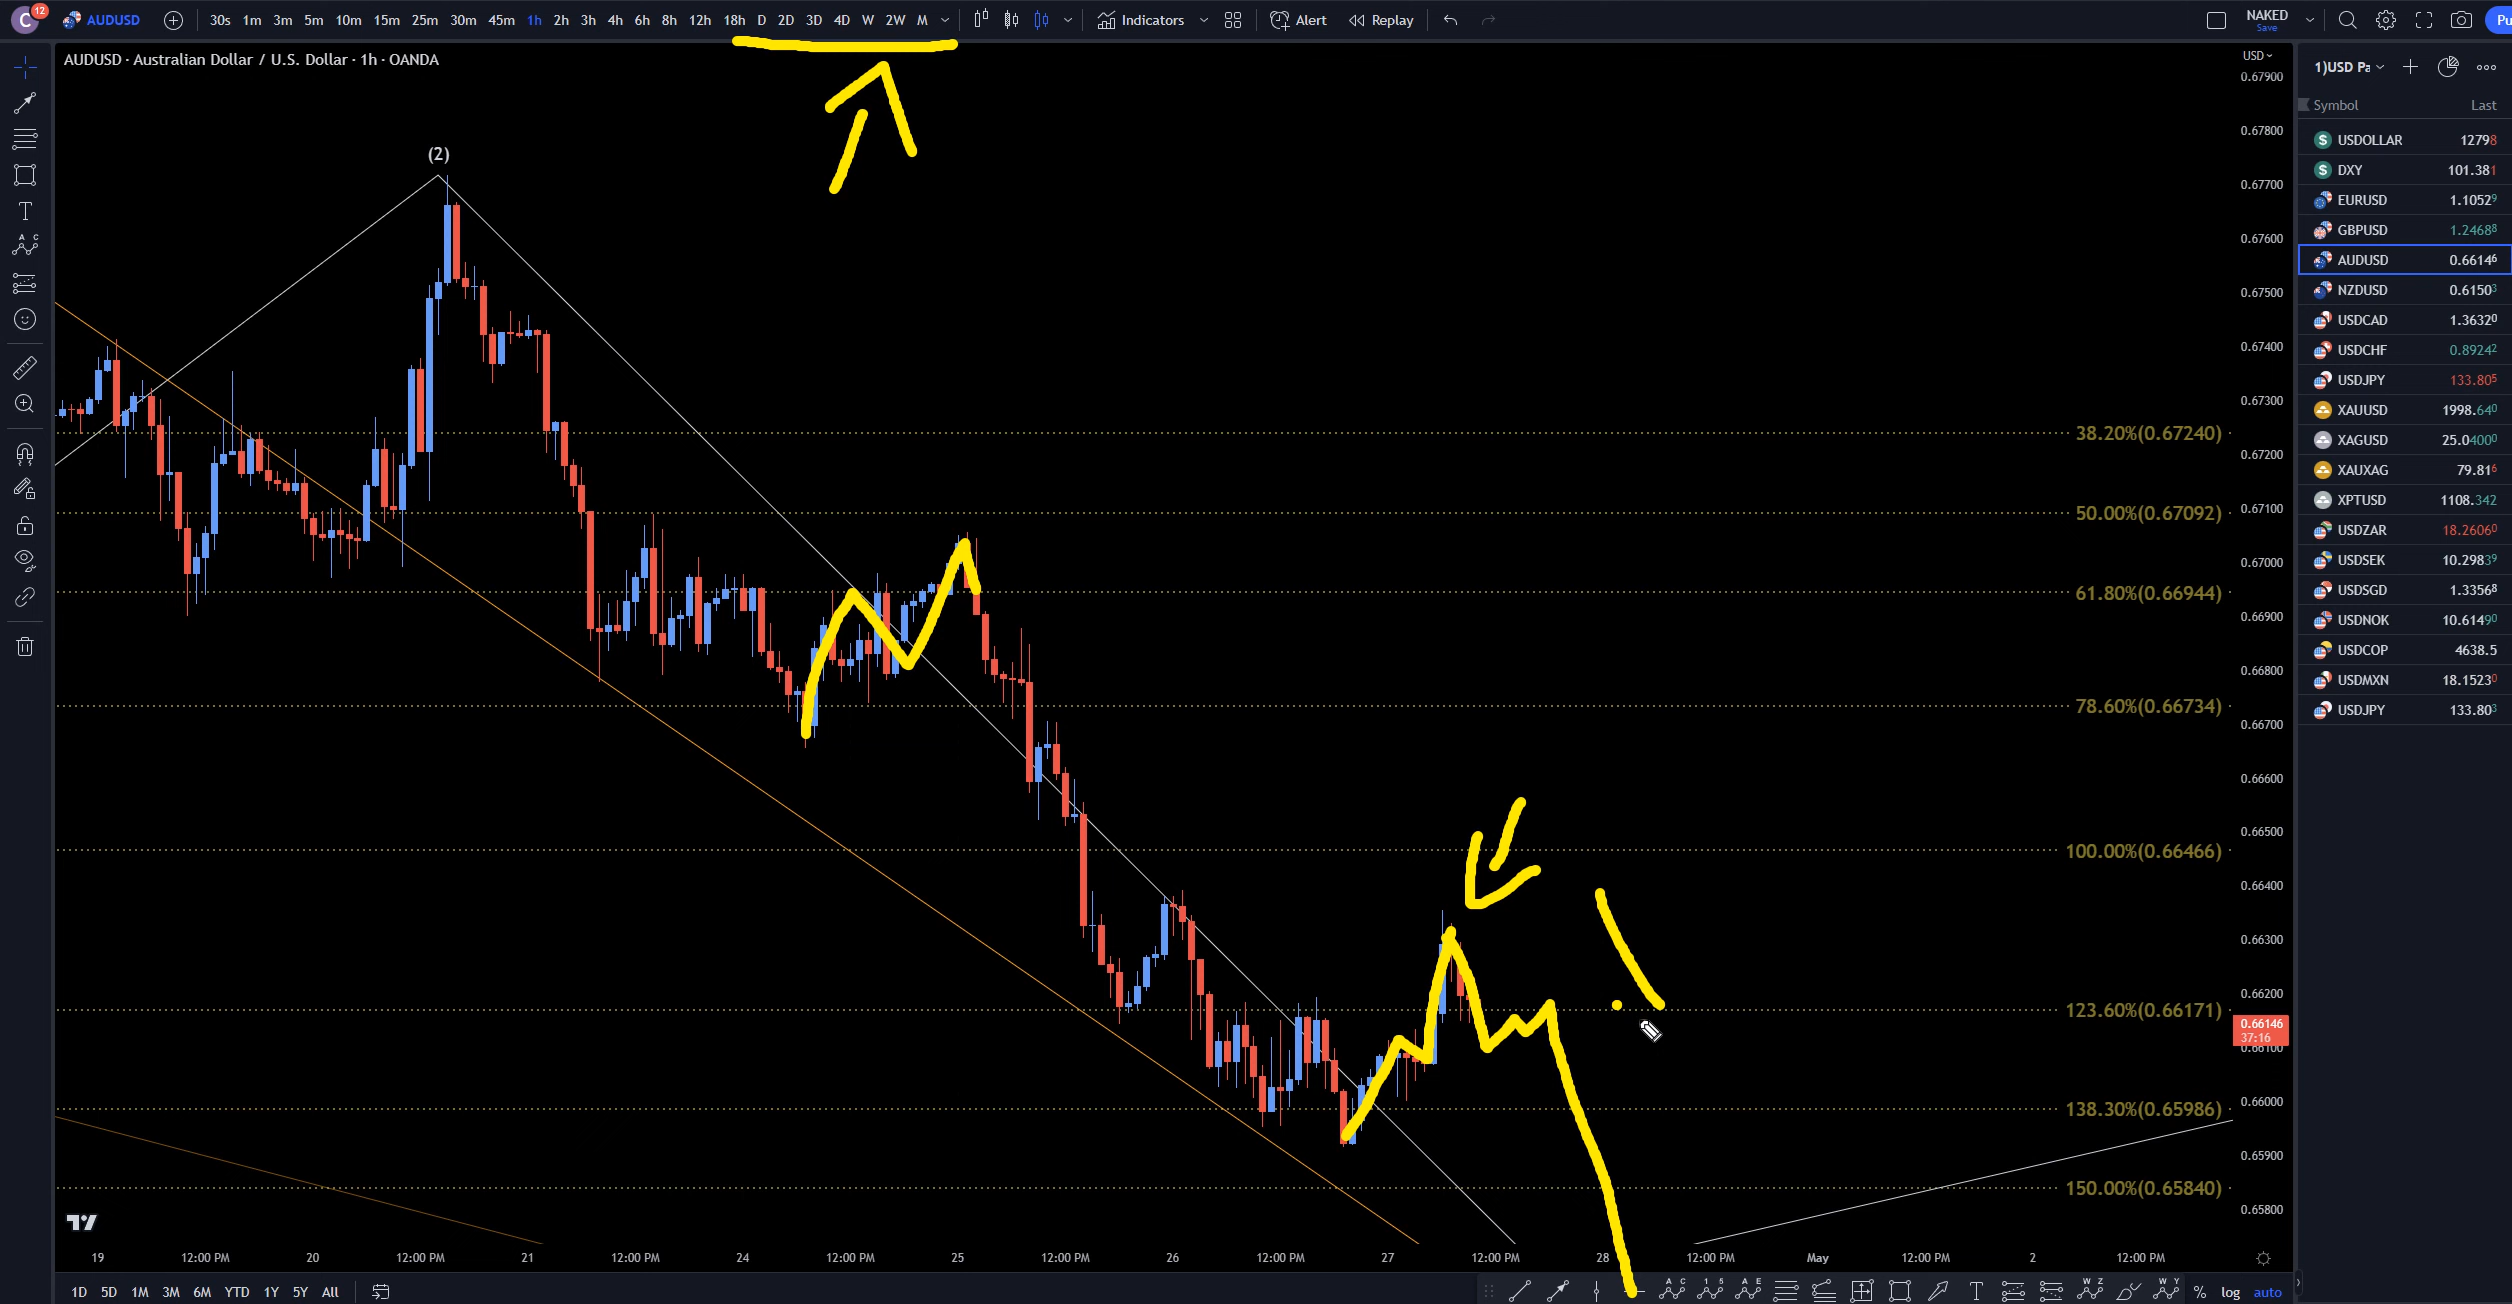 C 12 AUDUSD 30s 1m 3m 5m 10m 15m 25m 30m 45m 1h 2h 3h 4h 6h 8h 12h 18h D 2D 3D 4D W 2W M Indicators Alert Replay NAKED Pu
Save
AUDUSD · Australian Dollar / U.S. Dollar · 1h · OANDA
USD
1)USD Pa
Symbol Last
USDOLLAR 12798
DXY 101.381
EURUSD 1.10529
GBPUSD 1.24688
AUDUSD 0.66146
NZDUSD 0.61503
USDCAD 1.36320
USDCHF 0.89242
USDJPY 133.805
XAUUSD 1998.640
XAGUSD 25.04000
XAUXAG 79.816
XPTUSD 1108.342
USDZAR 18.26060
USDSEK 10.29839
USDSGD 1.33568
USDNOK 10.61490
USDCOP 4638.5
USDMXN 18.15230
USDJPY 133.803
(2)
38.20%(0.67240)
50.00%(0.67092)
61.80%(0.66944)
78.60%(0.66734)
100.00%(0.66466)
123.60%(0.66171)
138.30%(0.65986)
150.00%(0.65840)
0.67900
0.67800
0.67700
0.67600
0.67500
0.67400
0.67300
0.67200
0.67100
0.67000
0.66900
0.66800
0.66700
0.66600
0.66500
0.66400
0.66300
0.66200
0.66146
37:16
0.66100
0.66000
0.65900
0.65800
19 12:00 PM 20 12:00 PM 21 12:00 PM 24 12:00 PM 25 12:00 PM 26 12:00 PM 27 12:00 PM 28 12:00 PM May 12:00 PM 2 12:00 PM
1D 5D 1M 3M 6M YTD 1Y 5Y All A C 1 5 A E W Z W Y % log auto